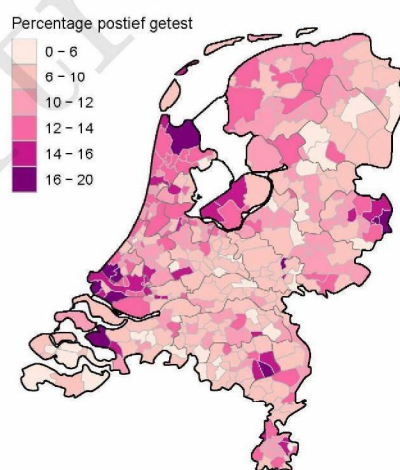 Percentage postief getest
0 – 6
6 – 10
10 – 12
12 – 14
14 – 16
16 – 20